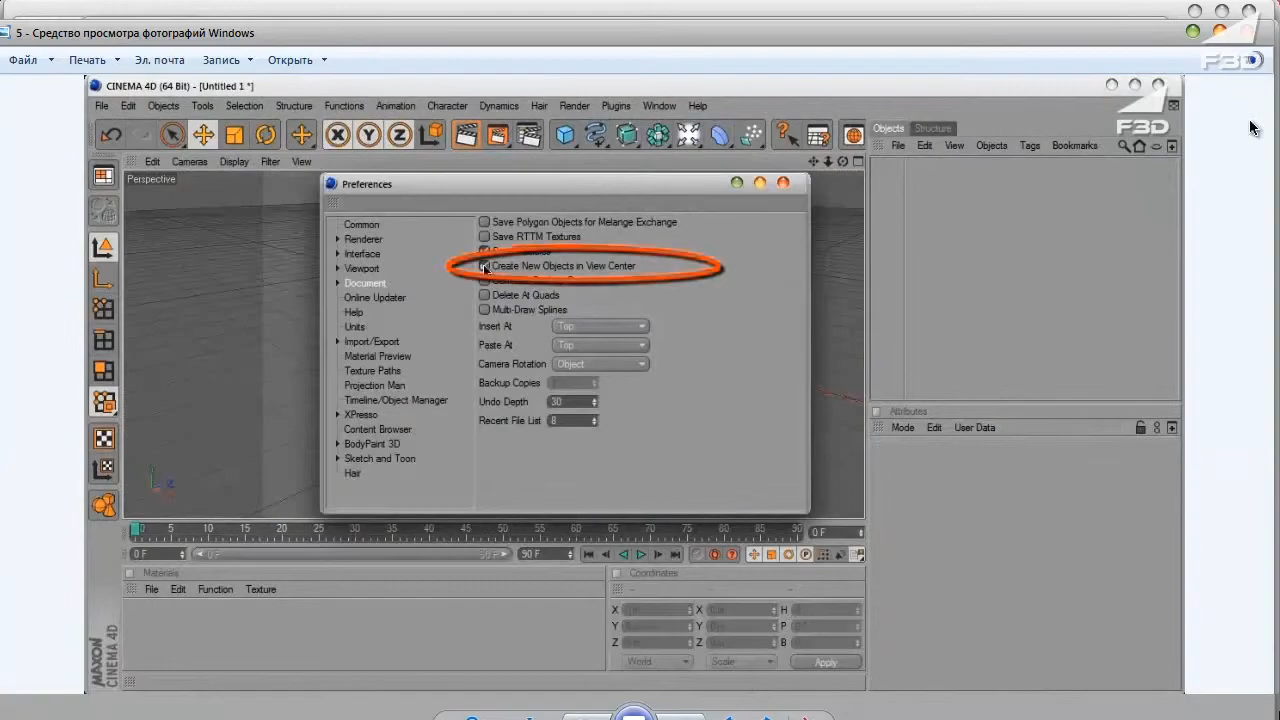 5 - Средство просмотра фотографий Windows
Файл Печать Эл. почта Запись Открыть
F3D
CINEMA 4D (64 Bit) - [Untitled 1 *]
File Edit Objects Tools Selection Structure Functions Animation Character Dynamics Hair Render Plugins Window Help
F3D
X Y Z
Objects Structure
File Edit View Objects Tags Bookmarks
Edit Cameras Display Filter View
Perspective
Preferences
Common
Renderer
Interface
Viewport
Document
Online Updater
Help
Units
Import/Export
Material Preview
Texture Paths
Projection Man
Timeline/Object Manager
XPresso
Content Browser
BodyPaint 3D
Sketch and Toon
Hair
Save Polygon Objects for Melange Exchange
Save RTTM Textures
Create New Objects in View Center
Delete At Quads
Multi-Draw Splines
Insert At Top
Paste At Top
Camera Rotation Object
Backup Copies
Undo Depth 30
Recent File List 8
Attributes
Mode Edit User Data
0 5 10 15 20 25 30 35 40 45 50 55 60 65 70 75 80 85 90
0 F
0 F 0 F 90 F 90 F
Materials
File Edit Function Texture
Coordinates
X X H
Y Y P
Z Z B
World Scale Apply
MAXON
CINEMA 4D